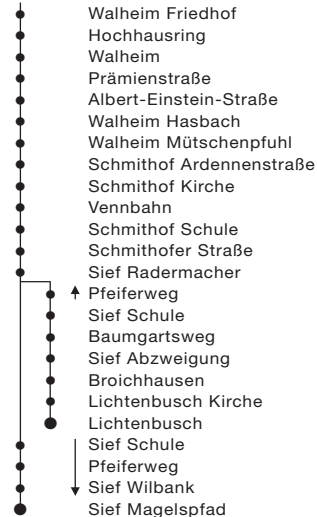 Walheim Friedhof
Hochhausring
Walheim
Prämienstraße
Albert-Einstein-Straße
Walheim Hasbach
Walheim Mütschenpfuhl
Schmithof Ardennenstraße
Schmithof Kirche
Vennbahn
Schmithof Schule
Schmithofer Straße
Sief Radermacher
Pfeiferweg
Sief Schule
Baumgartsweg
Sief Abzweigung
Broichhausen
Lichtenbusch Kirche
Lichtenbusch
Sief Schule
Pfeiferweg
Sief Wilbank
Sief Magelspfad